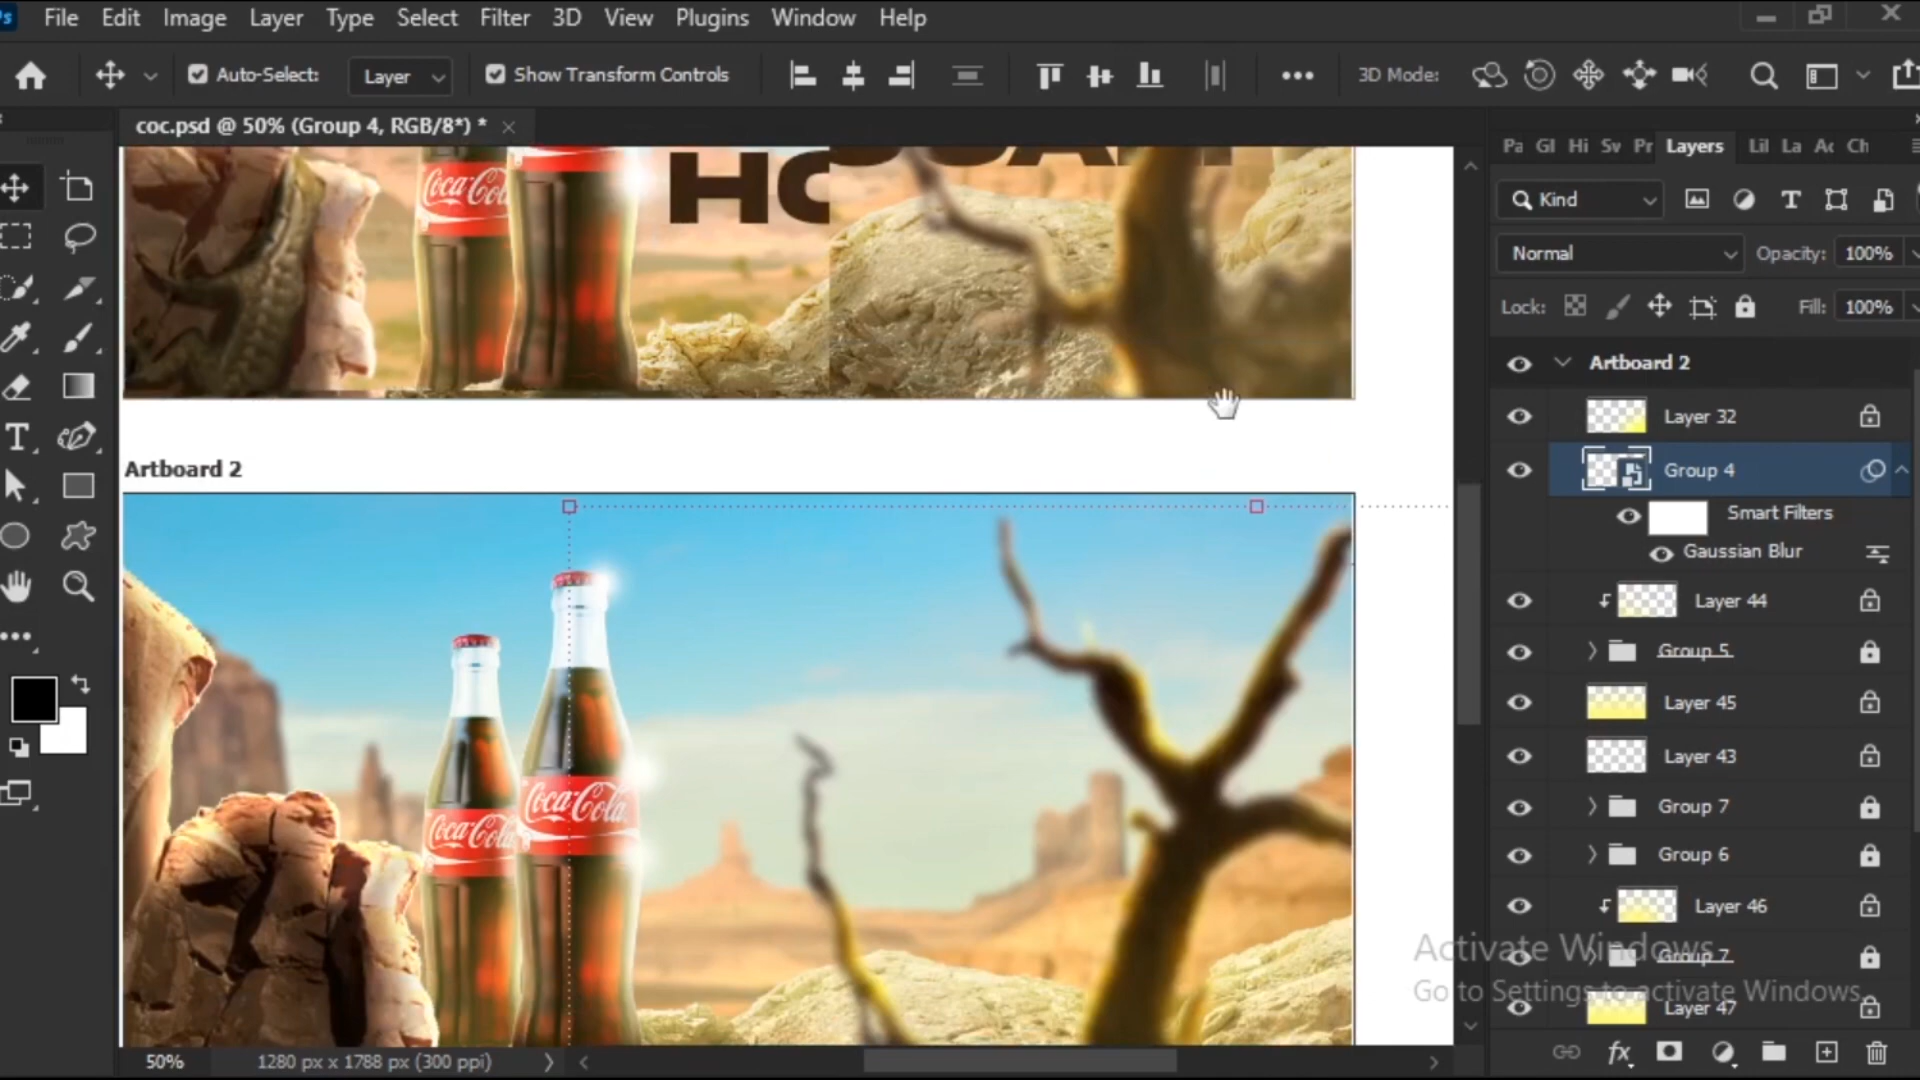 File Edit Image Layer Type Select Filter 3D View Plugins Window Help
Auto-Select: Layer Show Transform Controls 3D Mode:
coc.psd @ 50% (Group 4, RGB/8*) *
Pa Gl Hi Sv Pr Layers Lil La Ac Ch
Kind
Normal Opacity: 100%
Lock: Fill: 100%
Coca-Col
HO
Artboard 2
Layer 32
Group 4
Smart Filters
Gaussian Blur
Layer 44
Group 5
Layer 45
Layer 43
Group 7
Group 6
Layer 46
Group 7
Layer 47
Artboard 2
Coca-Cola
Coca-Cola
Activate Windows
Go to Settings to activate Windows.
50% 1280 px x 1788 px (300 ppi)